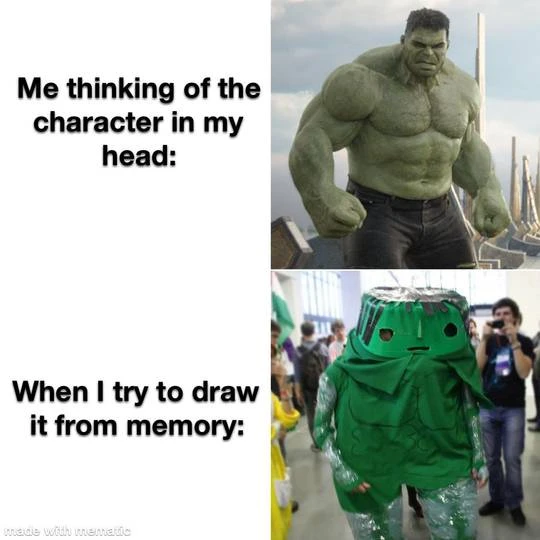 Me thinking of the
character in my
head:
When I try to draw
it from memory:
made with mematic